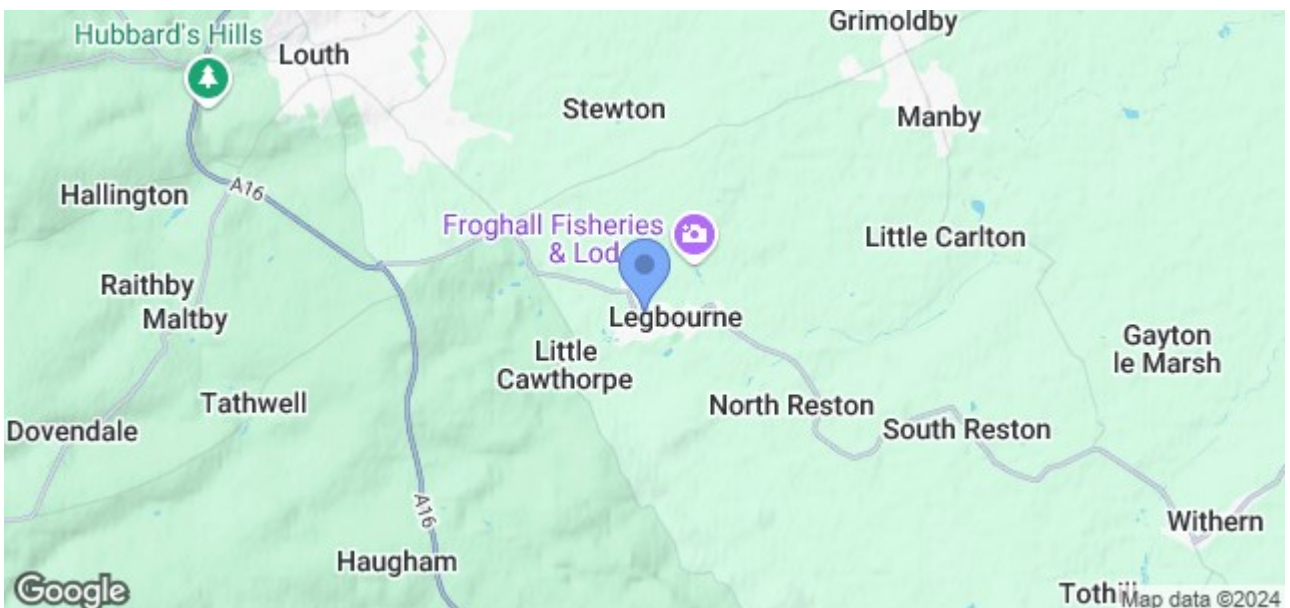 Hubbard's Hills
Louth
Grimoldby
Stewton
Manby
Hallington
A16
Froghall Fisheries
& Lod
Little Carlton
Raithby
Maltby
Legbourne
Little
Cawthorpe
Gayton
le Marsh
Tathwell
North Reston
Dovendale
South Reston
A16
Withern
Haugham
Google
Map data ©2024